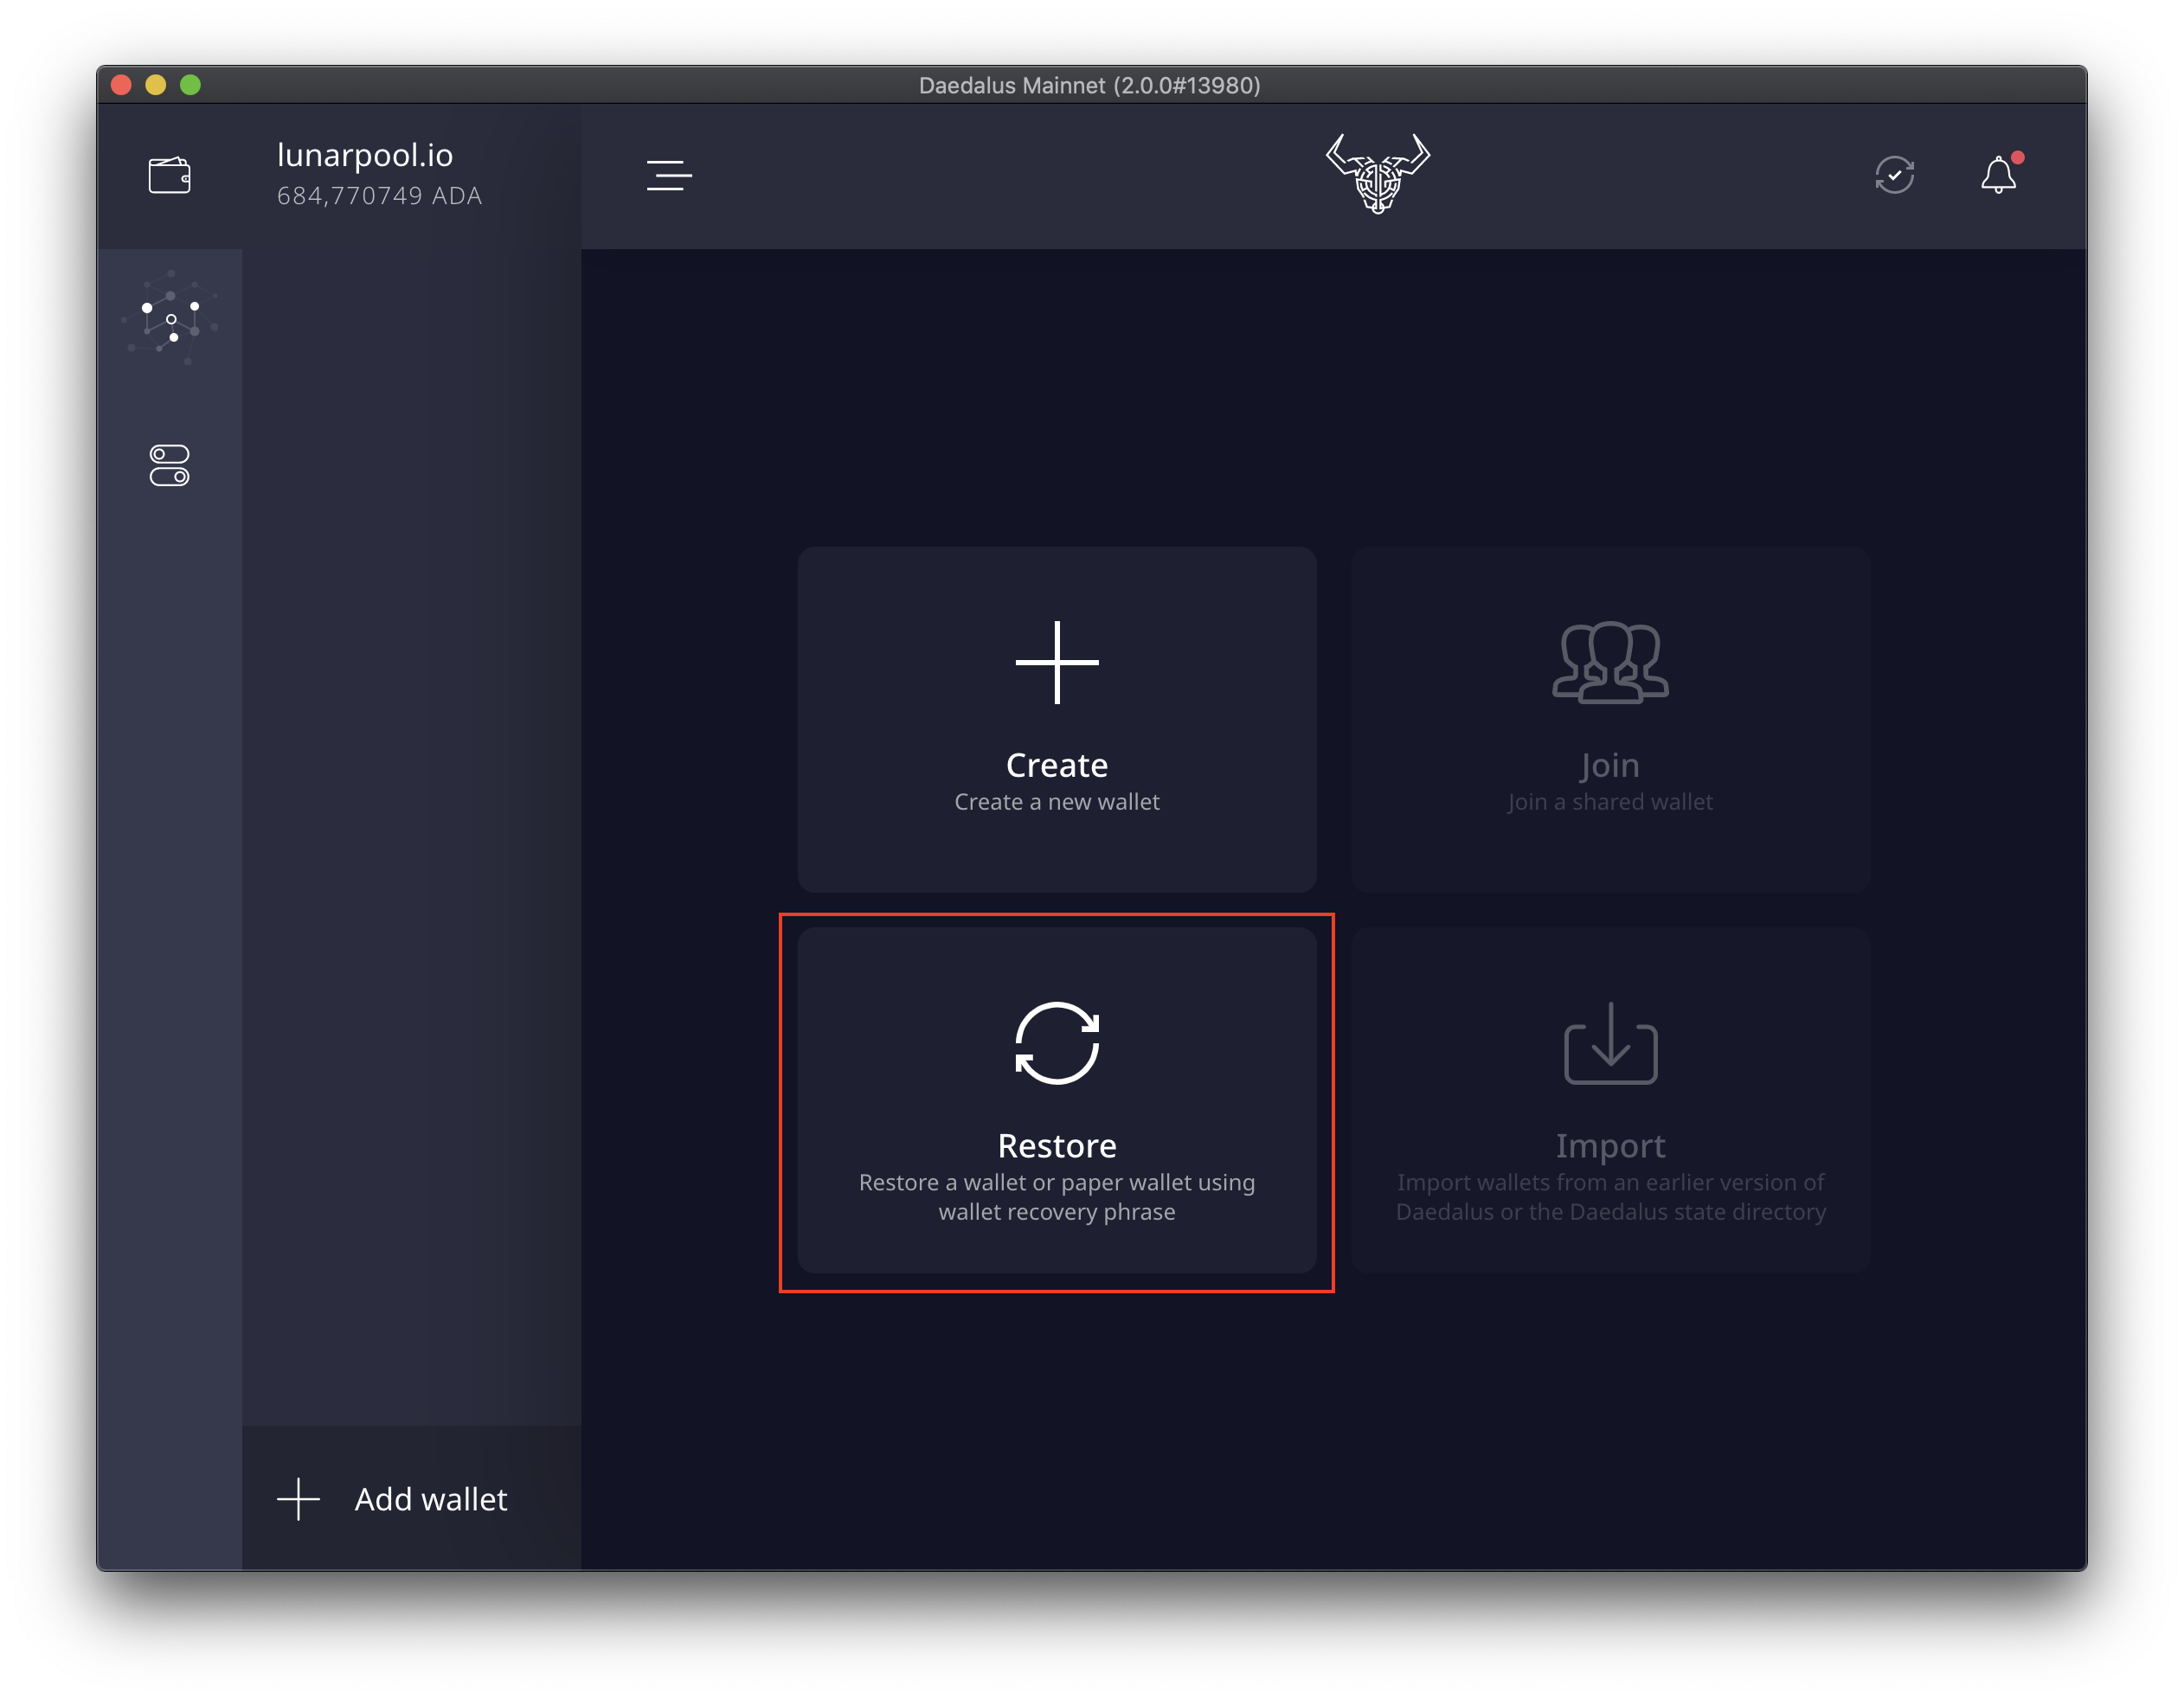 Daedalus Mainnet (2.0.0#13980)
lunarpool.io
684,770749 ADA
Create
Create a new wallet
Join
Join a shared wallet
Restore
Restore a wallet or paper wallet using
wallet recovery phrase
Import
Import wallets from an earlier version of
Daedalus or the Daedalus state directory
Add wallet